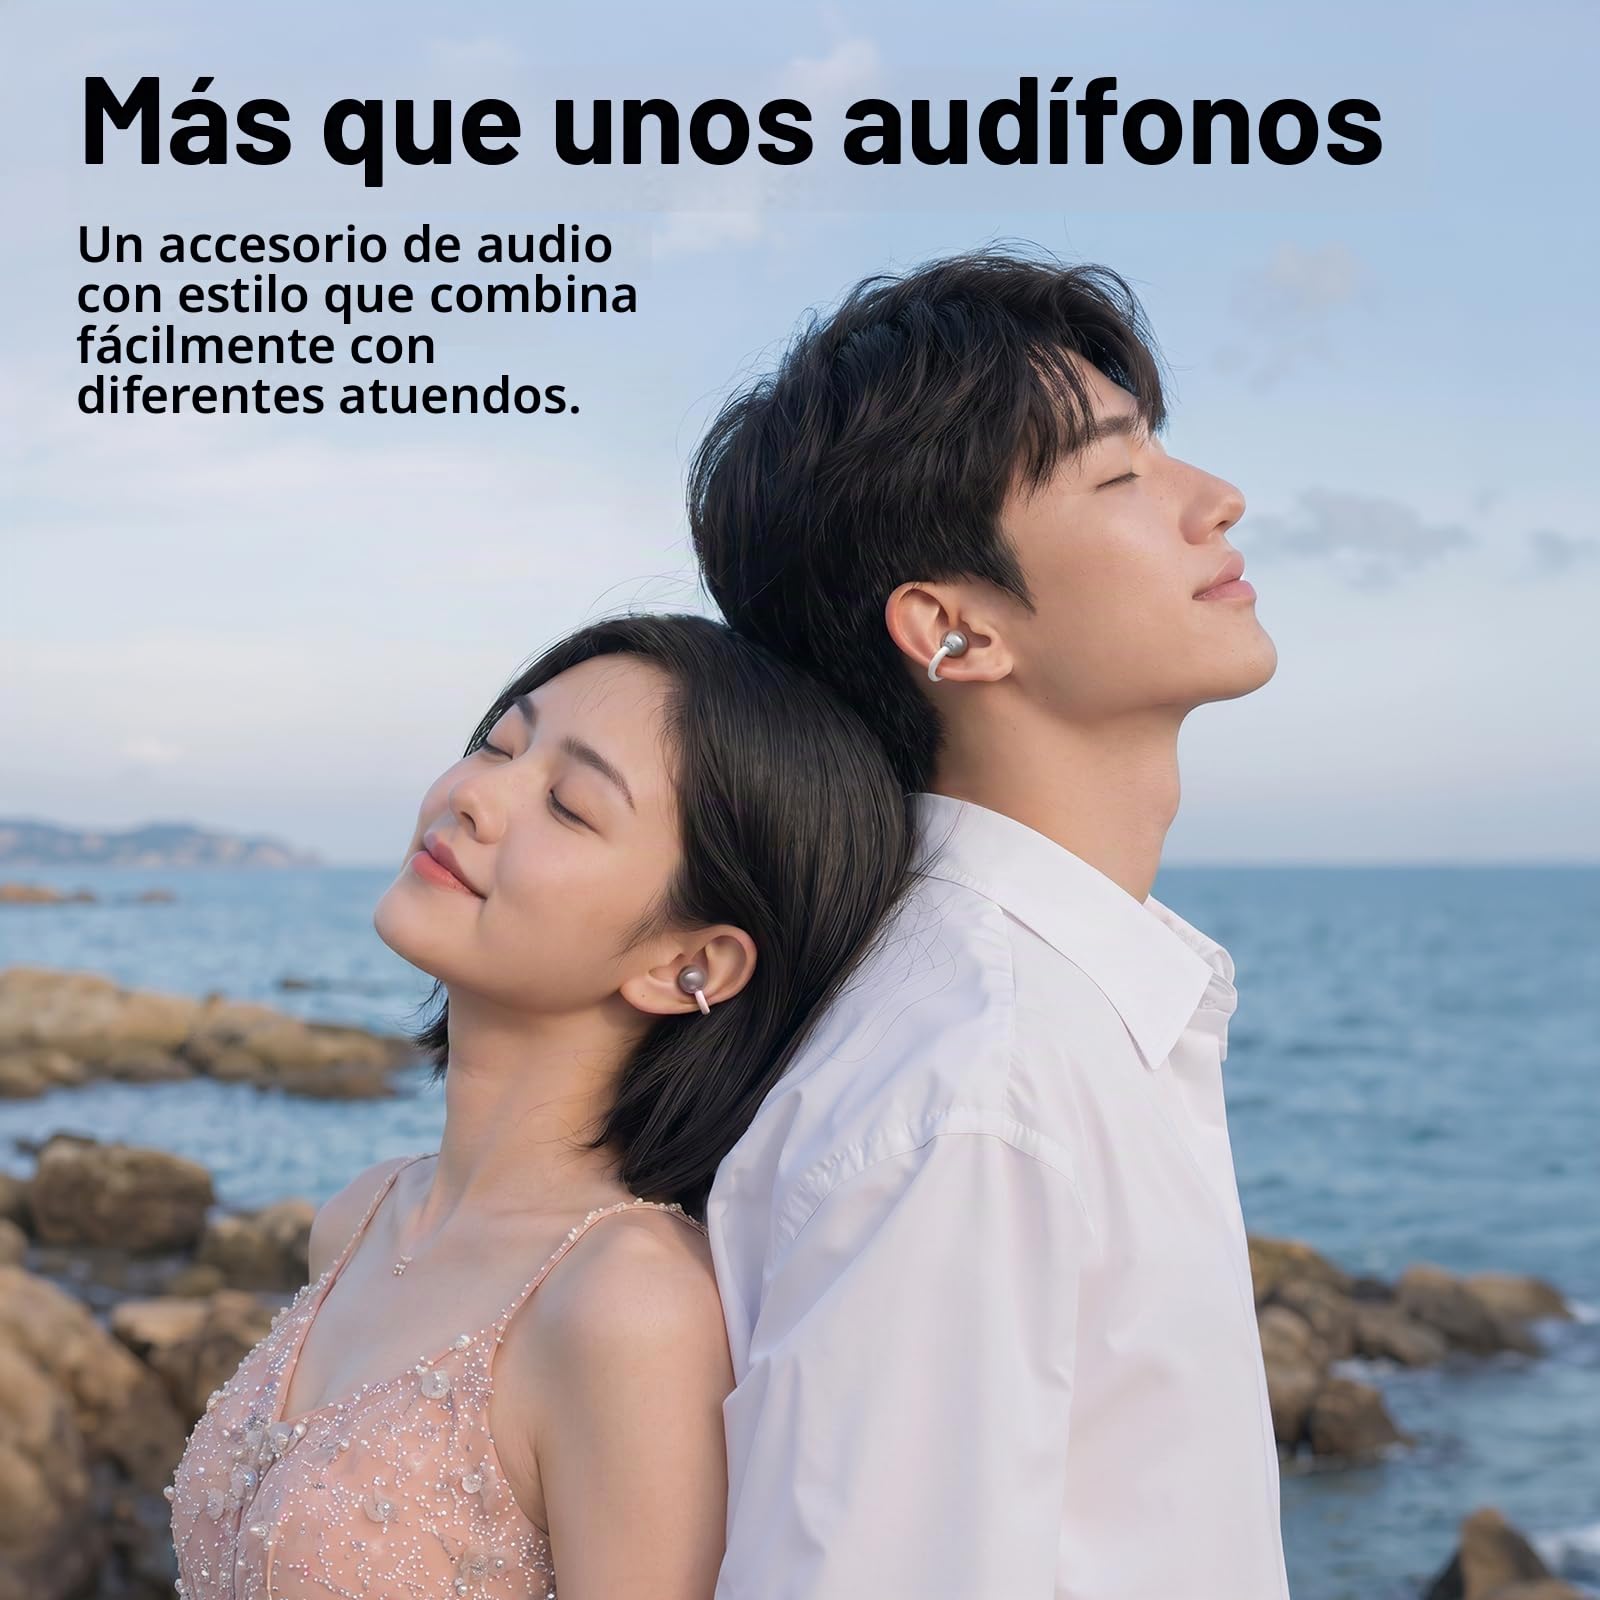 Más que unos audífonos
Un accesorio de audio
con estilo que combina
fácilmente con
diferentes atuendos.